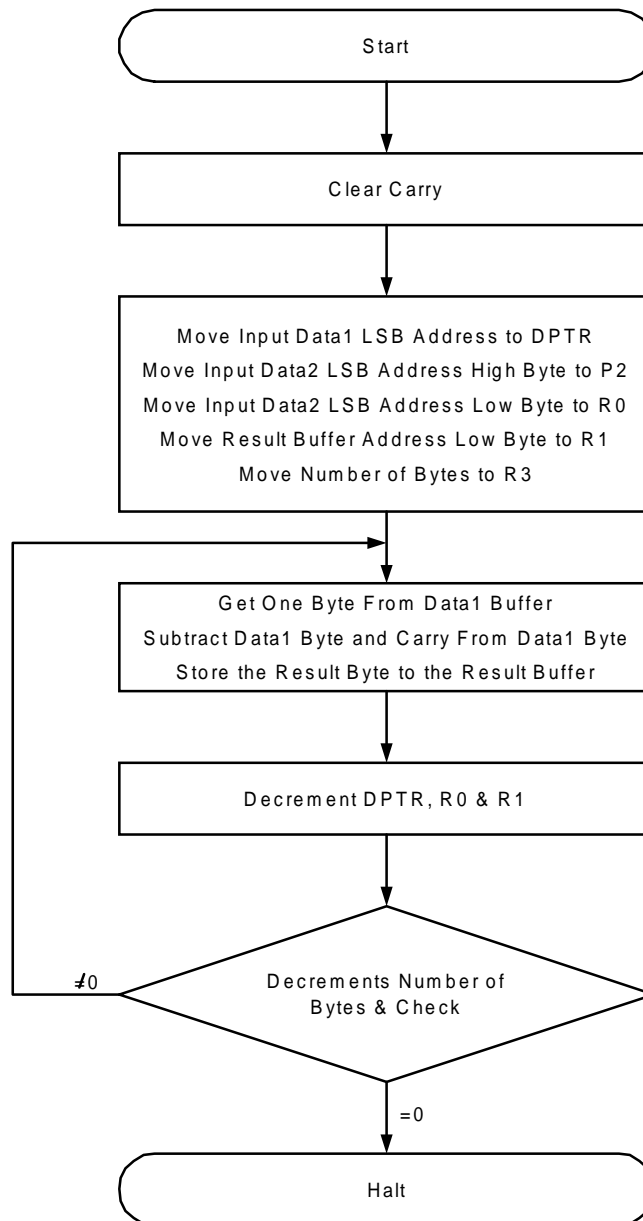 Start
Clear Carry
Move Input Data1 LSB Address to DPTR
Move Input Data2 LSB Address High Byte to P2
Move Input Data2 LSB Address Low Byte to R0
Move Result Buffer Address Low Byte to R1
Move Number of Bytes to R3
Get One Byte From Data1 Buffer
Subtract Data1 Byte and Carry From Data1 Byte
Store the Result Byte to the Result Buffer
Decrement DPTR, R0 & R1
Decrements Number of
Bytes & Check
≠0
=0
Halt